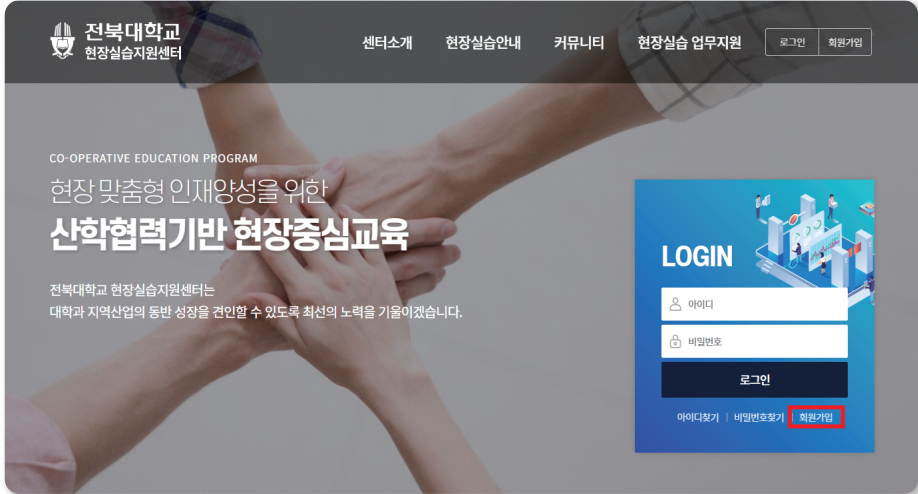 전북대학교
현장실습지원센터
센터소개 현장실습안내 커뮤니티 현장실습 업무지원 로그인 회원가입
CO-OPERATIVE EDUCATION PROGRAM
현장 맞춤형 인재양성을 위한
산학협력기반 현장중심교육
전북대학교 현장실습지원센터는
대학과 지역산업의 동반 성장을 견인할 수 있도록 최선의 노력을 기울이겠습니다.
LOGIN
아이디
비밀번호
로그인
아이디찾기 | 비밀번호찾기 | 회원가입